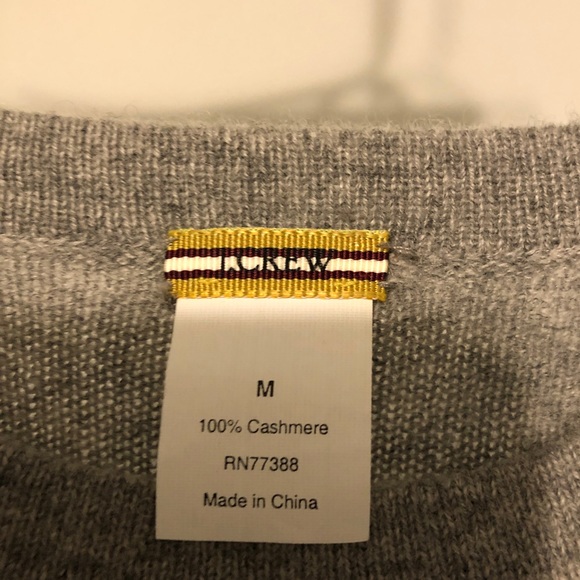 J.CREW
M
100% Cashmere
RN77388
Made in China